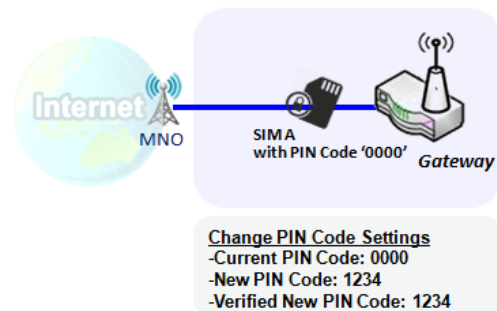 Internet
MNO
SIM A
with PIN Code ‘0000’
Gateway
Change PIN Code Settings
-Current PIN Code: 0000
-New PIN Code: 1234
-Verified New PIN Code: 1234